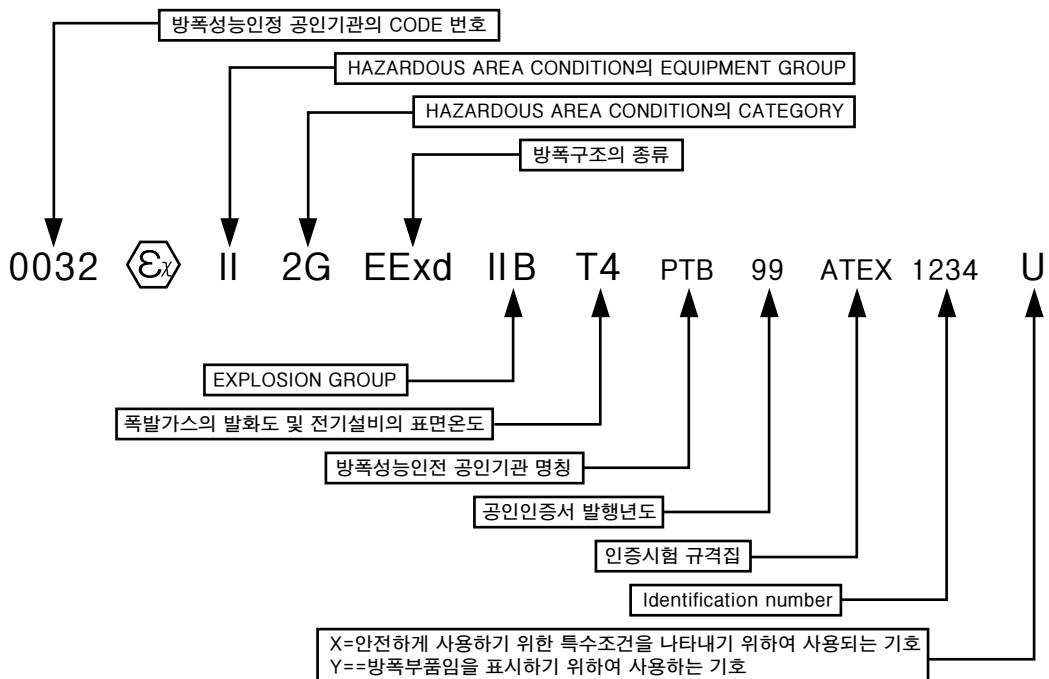 방폭성능인정 공인기관의 CODE 번호
HAZARDOUS AREA CONDITION의 EQUIPMENT GROUP
HAZARDOUS AREA CONDITION의 CATEGORY
방폭구조의 종류
0032 Ɛx II 2G EExd IIB T4 PTB 99 ATEX 1234 U
EXPLOSION GROUP
폭발가스의 발화도 및 전기설비의 표면온도
방폭성능인전 공인기관 명칭
공인인증서 발행년도
인증시험 규격집
Identification number
X=안전하게 사용하기 위한 특수조건을 나타내기 위하여 사용되는 기호
Y==방폭부품임을 표시하기 위하여 사용하는 기호